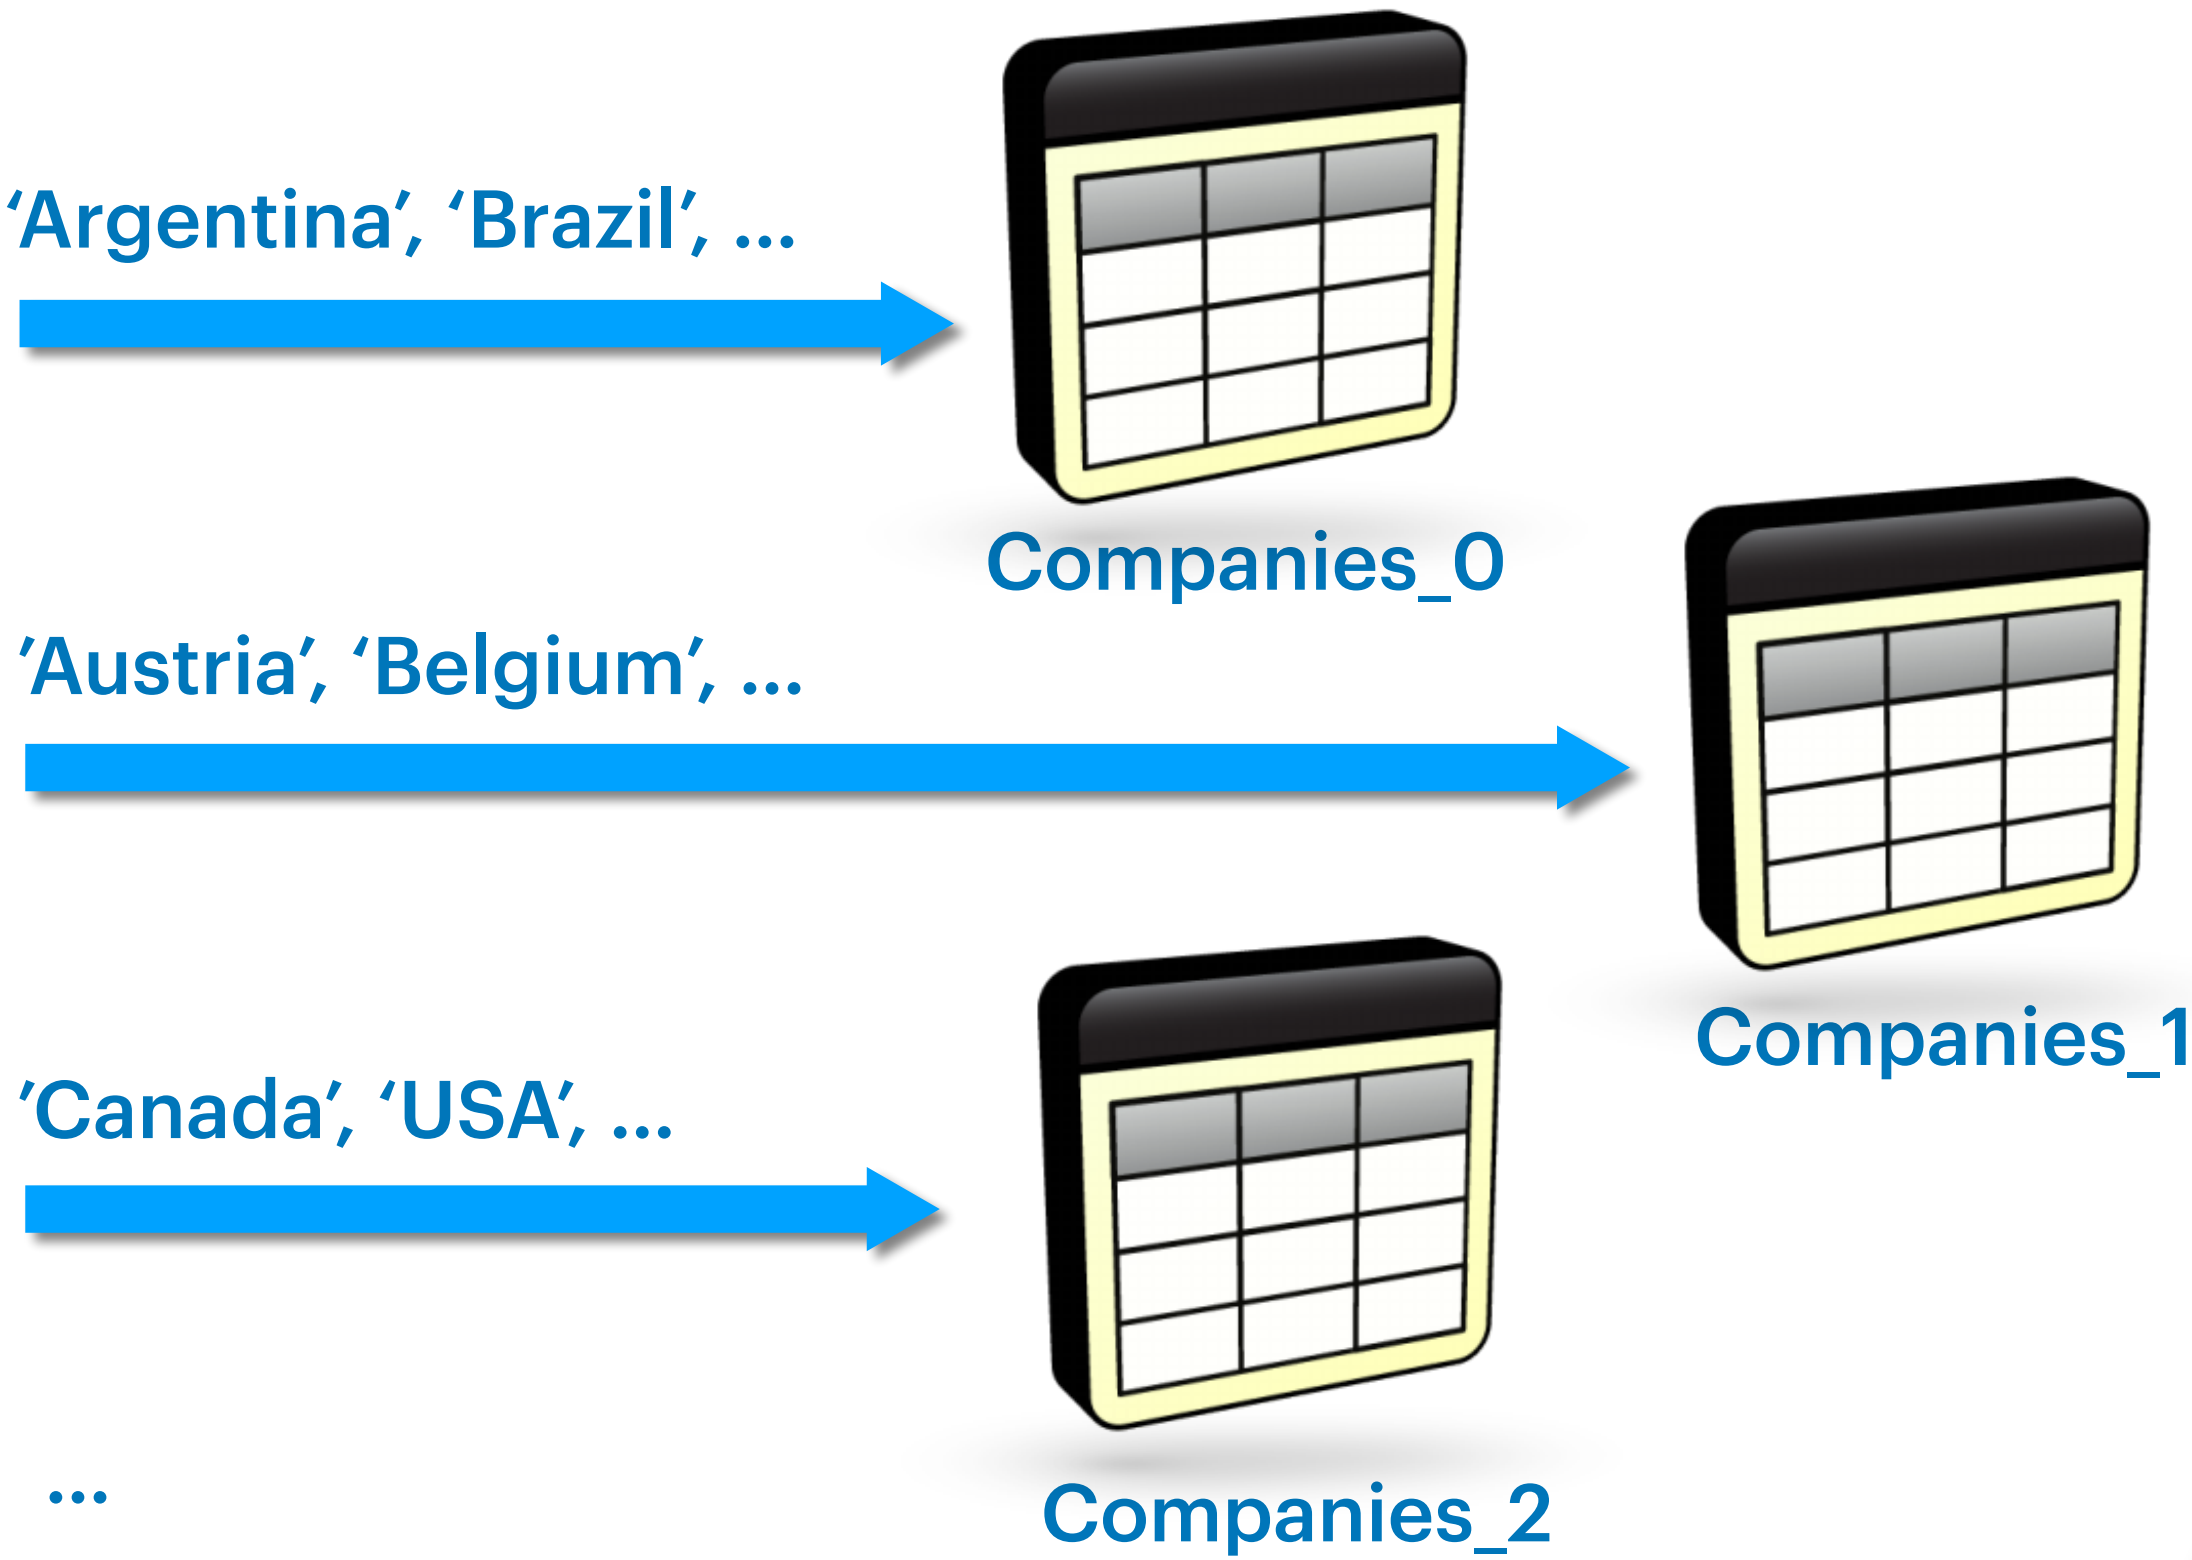 ‘Argentina’, ‘Brazil’, ...
Companies_0
’Austria’, ‘Belgium’, ...
Companies_1
’Canada’, ‘USA’, ...
Companies_2
...